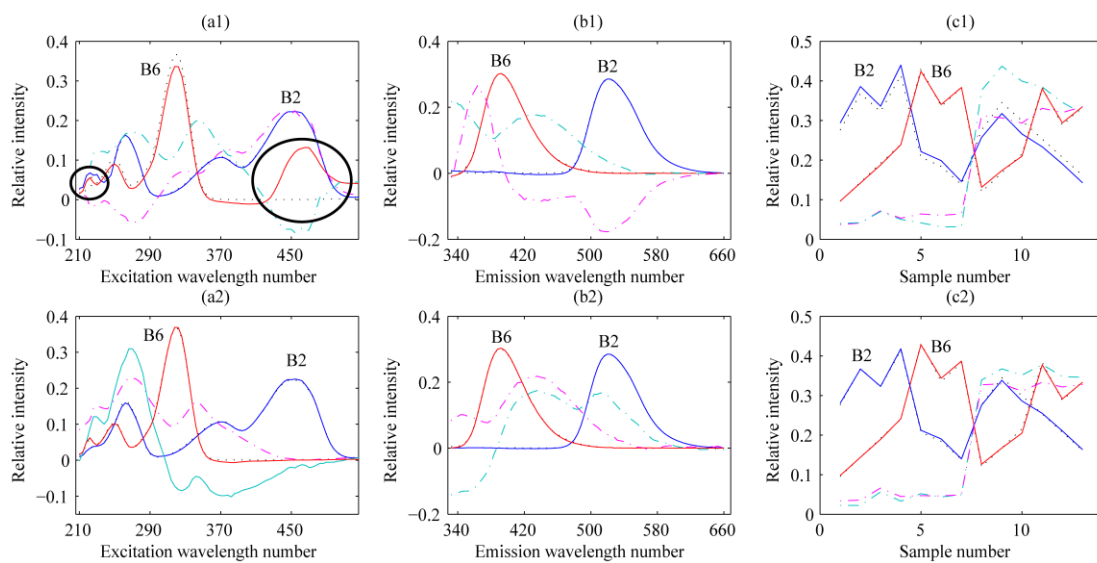 (a1)
0.4
0.3
0.2
0.1
0
−0.1
210
290
370
450
B6
B2
Relative intensity
Excitation wavelength number
(b1)
0.4
0.2
0
−0.2
340
420
500
580
660
B6
B2
Relative intensity
Emission wavelength number
(c1)
0.5
0.4
0.3
0.2
0.1
0
0
5
10
B2
B6
Relative intensity
Sample number
(a2)
0.4
0.3
0.2
0.1
0
−0.1
210
290
370
450
B6
B2
Relative intensity
Excitation wavelength number
(b2)
0.4
0.2
0
−0.2
340
420
500
580
660
B6
B2
Relative intensity
Emission wavelength number
(c2)
0.5
0.4
0.3
0.2
0.1
0
0
5
10
B2
B6
Relative intensity
Sample number